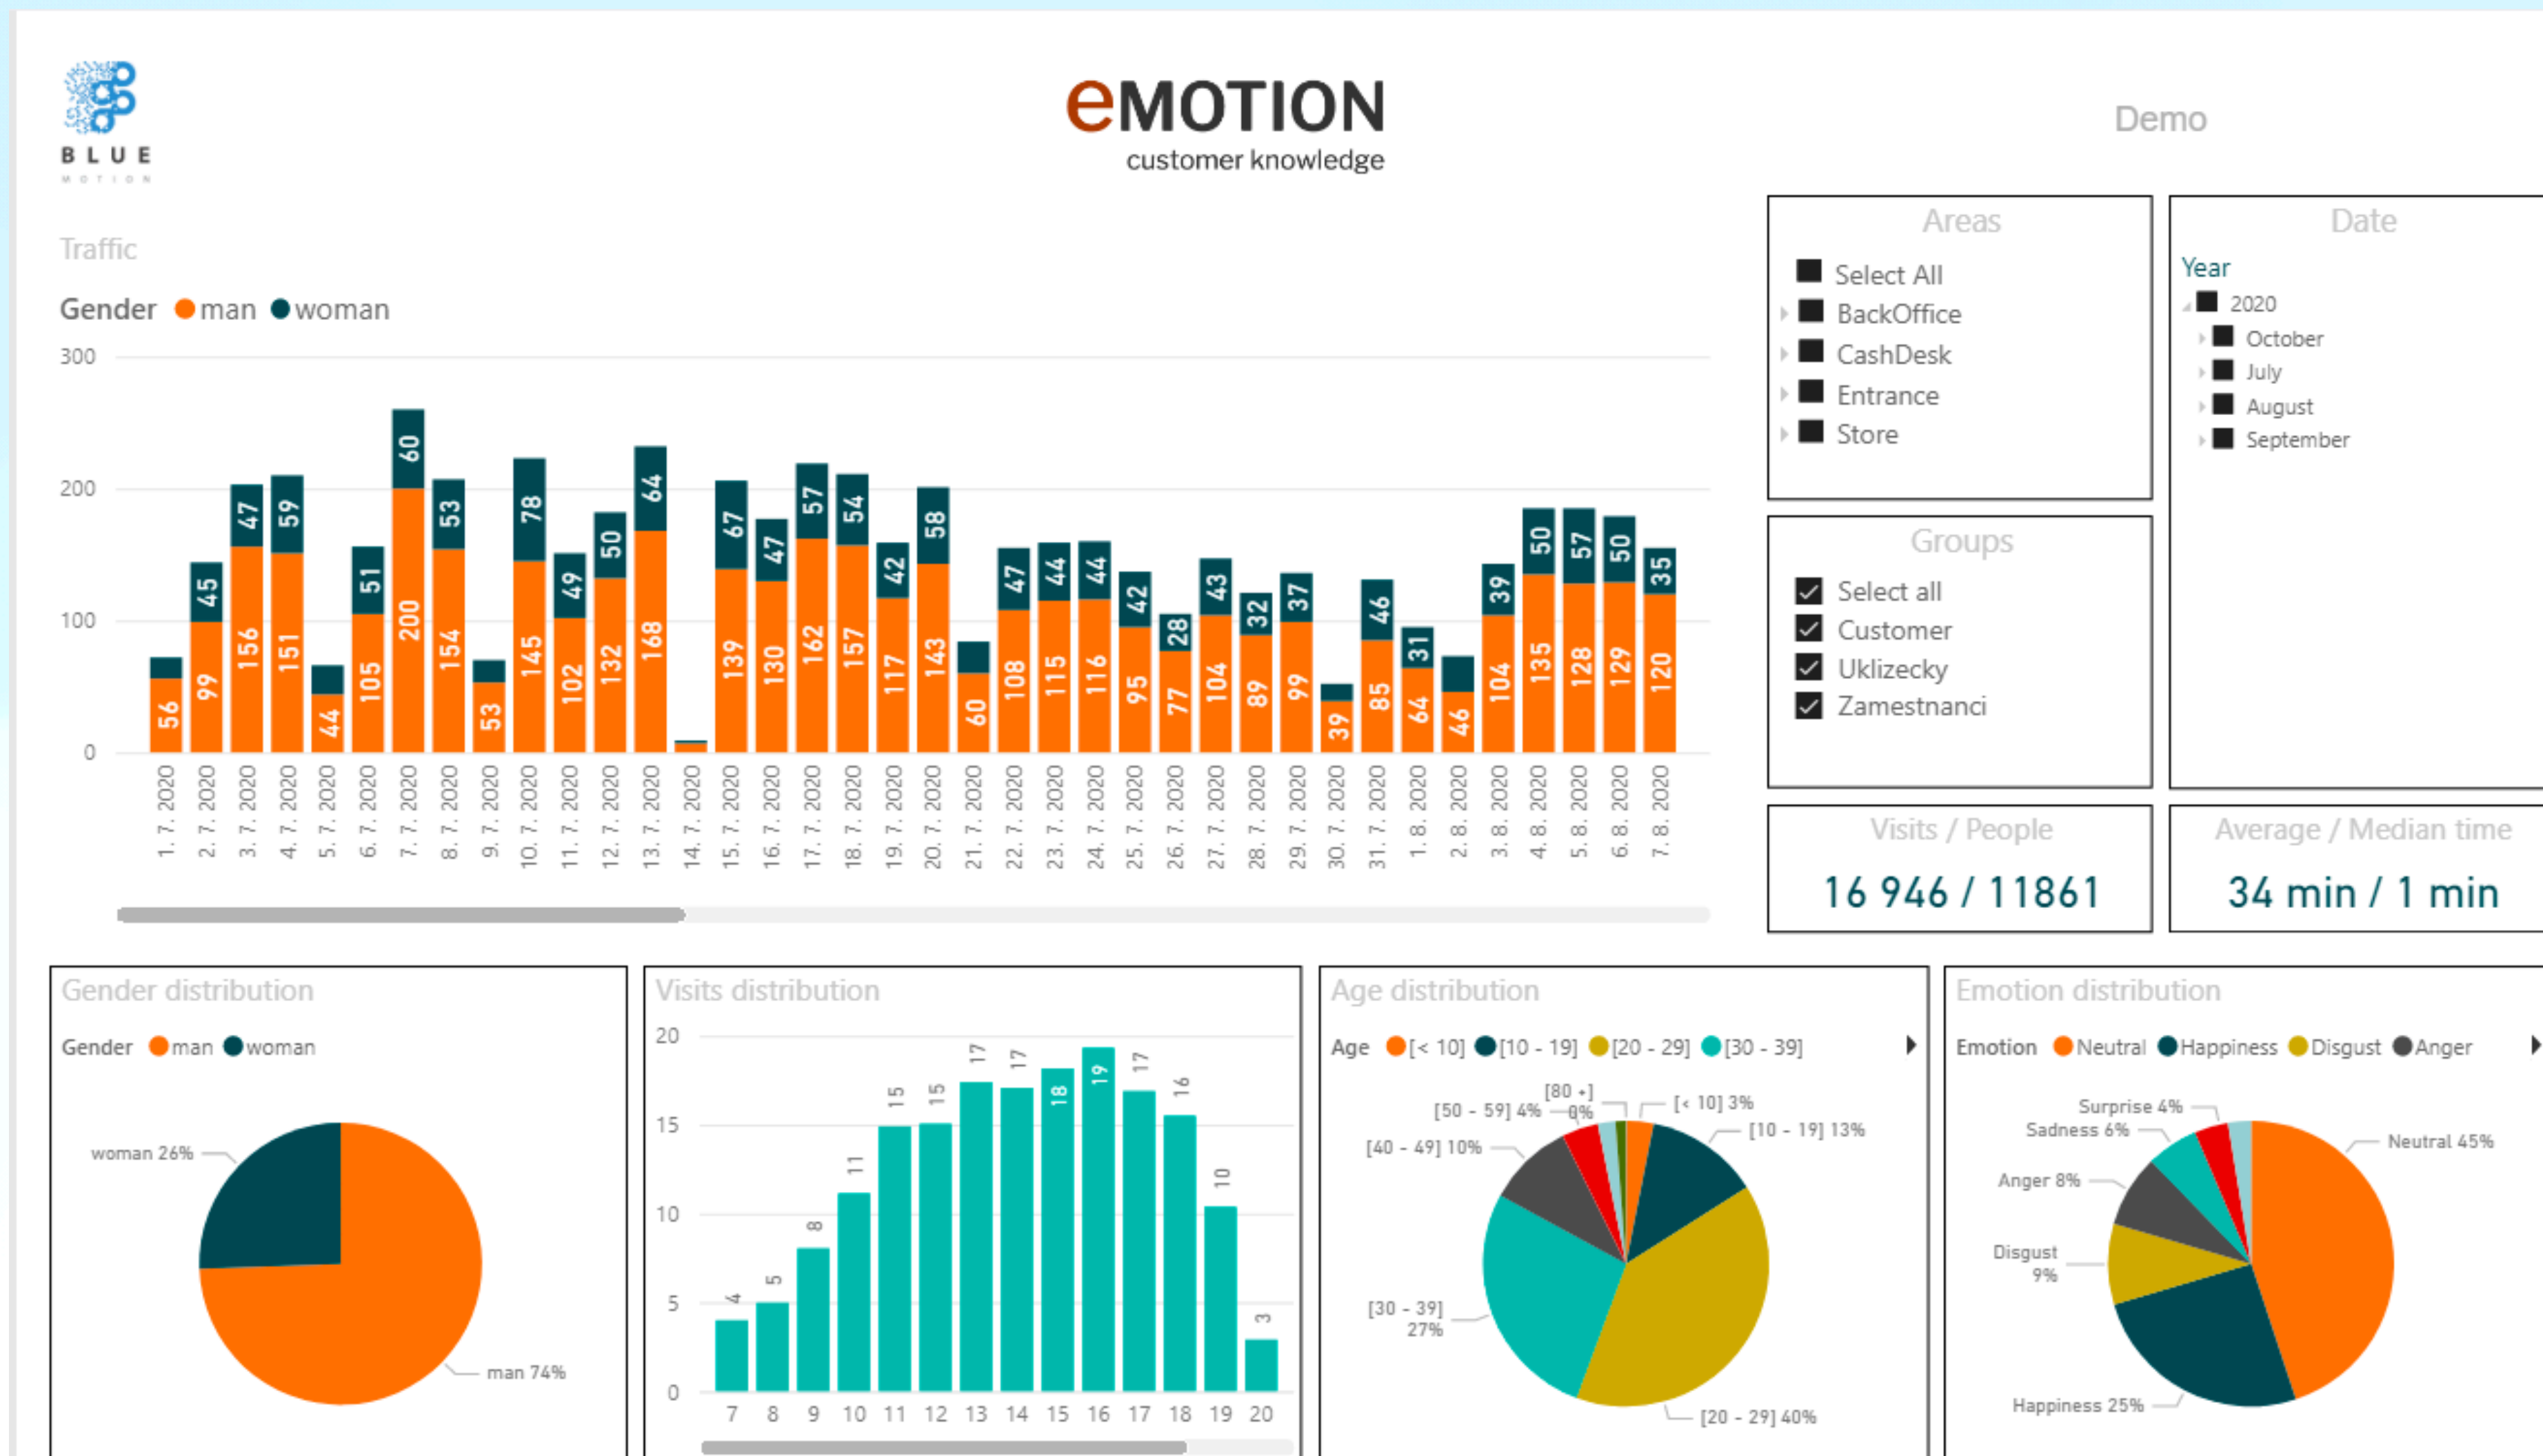 BLUE
MOTION
eMOTION
customer knowledge
Demo
Traffic
Gender man woman
300
200
100
0
56 99 156 151 44 105 200 154 53 145 102 132 168 139 130 162 157 117 143 60 108 115 116 95 77 104 89 99 39 85 64 46 104 135 128 129 120
45 47 59 51 60 53 78 49 50 64 67 47 57 54 42 58 47 44 44 42 28 43 32 37 46 31 39 50 57 50 35
1. 7. 2020
2. 7. 2020
3. 7. 2020
4. 7. 2020
5. 7. 2020
6. 7. 2020
7. 7. 2020
8. 7. 2020
9. 7. 2020
10. 7. 2020
11. 7. 2020
12. 7. 2020
13. 7. 2020
14. 7. 2020
15. 7. 2020
16. 7. 2020
17. 7. 2020
18. 7. 2020
19. 7. 2020
20. 7. 2020
21. 7. 2020
22. 7. 2020
23. 7. 2020
24. 7. 2020
25. 7. 2020
26. 7. 2020
27. 7. 2020
28. 7. 2020
29. 7. 2020
30. 7. 2020
31. 7. 2020
1. 8. 2020
2. 8. 2020
3. 8. 2020
4. 8. 2020
5. 8. 2020
6. 8. 2020
7. 8. 2020
Areas
Select All
BackOffice
CashDesk
Entrance
Store
Date
Year
2020
October
July
August
September
Groups
Select all
Customer
Uklizecky
Zamestnanci
Visits / People
16 946 / 11861
Average / Median time
34 min / 1 min
Gender distribution
Gender man woman
woman 26%
man 74%
Visits distribution
20
15
10
5
0
4 5 8 11 15 15 17 17 18 19 17 16 10 3
7 8 9 10 11 12 13 14 15 16 17 18 19 20
Age distribution
Age [< 10] [10 - 19] [20 - 29] [30 - 39]
[80 +]
0%
[< 10] 3%
[50 - 59] 4%
[10 - 19] 13%
[40 - 49] 10%
[30 - 39]
27%
[20 - 29] 40%
Emotion distribution
Emotion Neutral Happiness Disgust Anger
Surprise 4%
Sadness 6%
Neutral 45%
Anger 8%
Disgust
9%
Happiness 25%